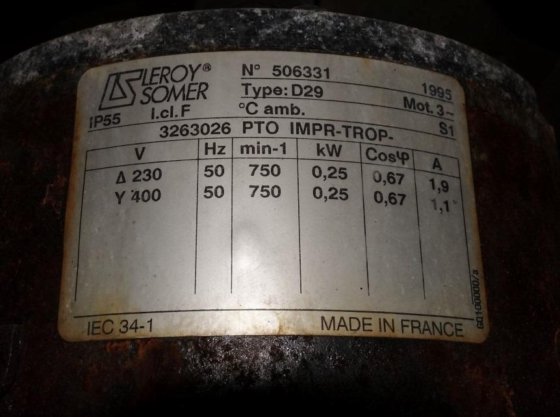 LEROY®
SOMER
N° 506331
1995
Type: D29
Mot. 3~
IP55
I.cl.F
°C amb.
S1
3263026 PTO IMPR-TROP-
V Hz min-1 kW Cosφ A
Δ 230 50 750 0,25 0,67 1,9
Y 400 50 750 0,25 0,67 1,1
IEC 34-1
MADE IN FRANCE